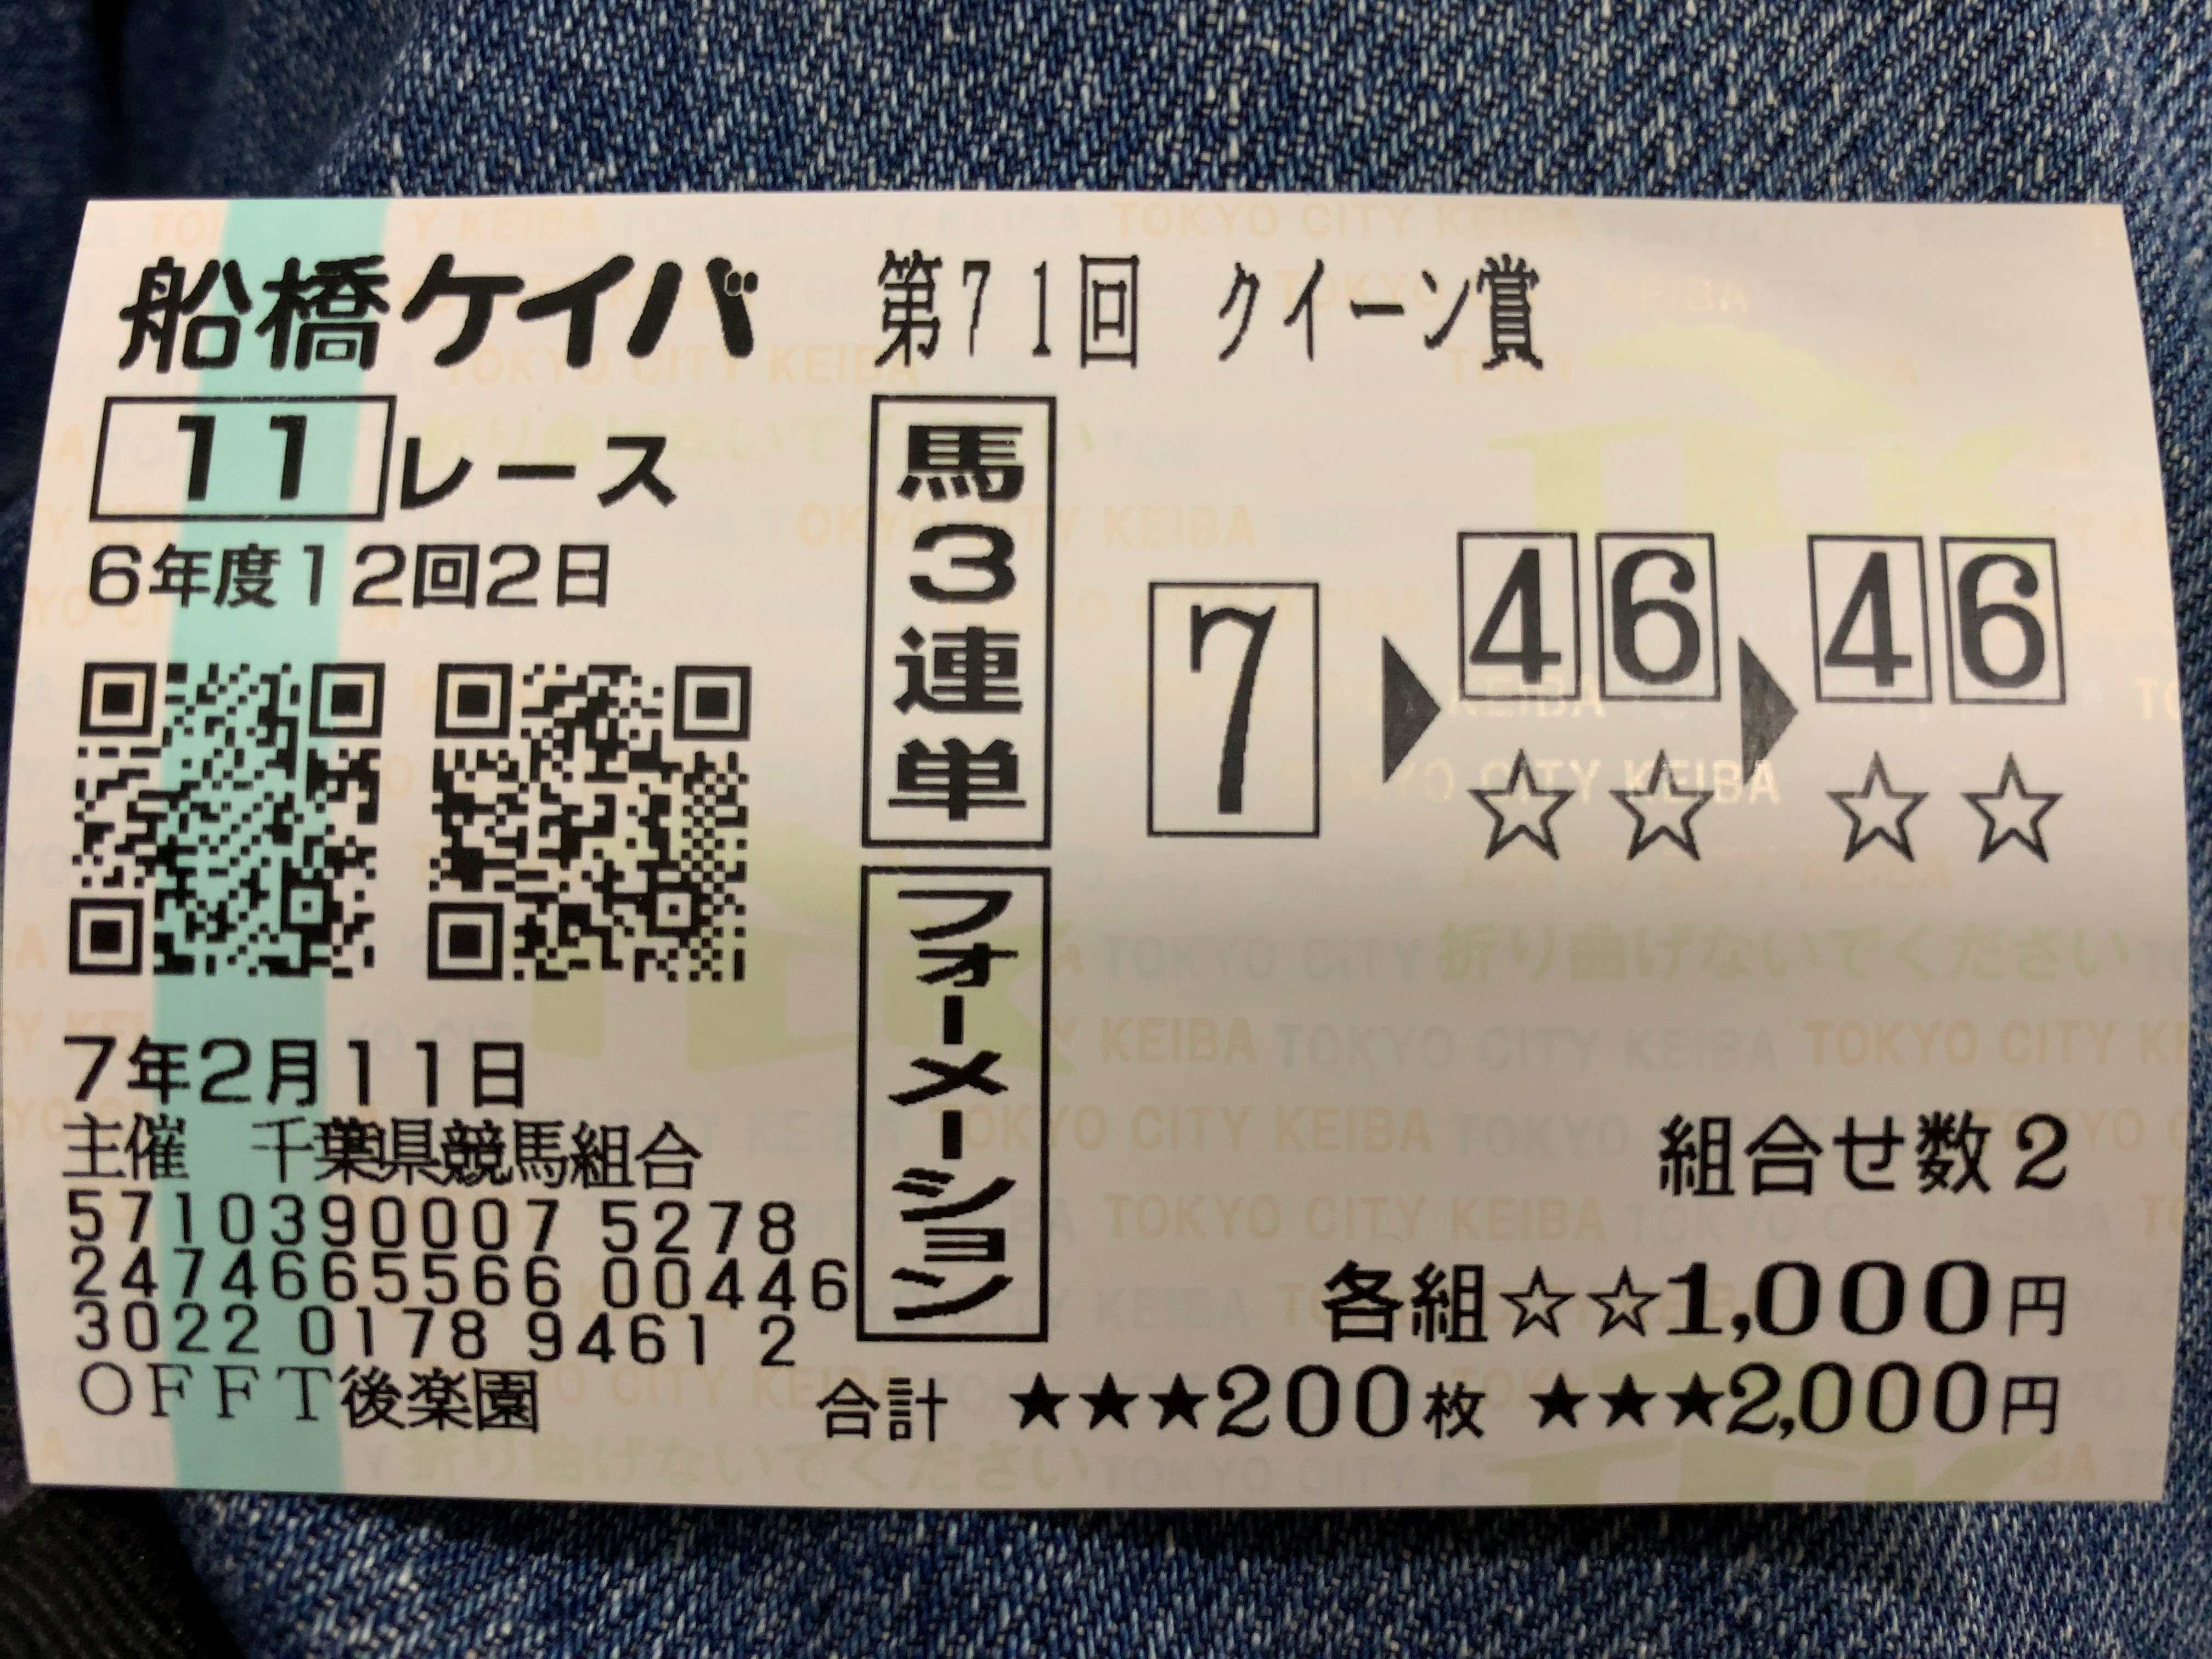 船橋ケイバ 第71回 クイーン賞
11レース
6年度12回2日
7年2月11日
主催 千葉県競馬組合
5710390007 5278
2474665566 00446
3022 0178 9461 2
OFFT後楽園
馬3連単
フォーメーション
7 ▶ 4 6 ▶ 4 6
☆ ☆ ☆ ☆
組合せ数2
各組☆☆1,000円
合計 ★★★200枚 ★★★2,000円
TOKYO CITY KEIBA
折り曲げないでください